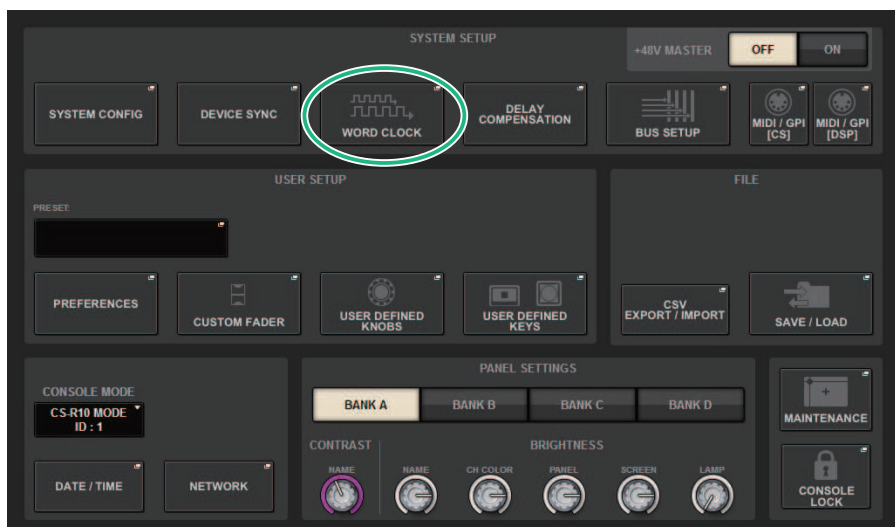 SYSTEM SETUP
+48V MASTER
OFF
ON
SYSTEM CONFIG
DEVICE SYNC
WORD CLOCK
DELAY
COMPENSATION
BUS SETUP
MIDI / GPI
[CS]
MIDI / GPI
[DSP]
USER SETUP
PRESET:
PREFERENCES
CUSTOM FADER
USER DEFINED
KNOBS
USER DEFINED
KEYS
FILE
CSV
EXPORT / IMPORT
SAVE / LOAD
CONSOLE MODE
CS-R10 MODE
ID : 1
DATE / TIME
NETWORK
PANEL SETTINGS
BANK A
BANK B
BANK C
BANK D
CONTRAST
BRIGHTNESS
NAME
NAME
CH COLOR
PANEL
SCREEN
LAMP
MAINTENANCE
CONSOLE
LOCK